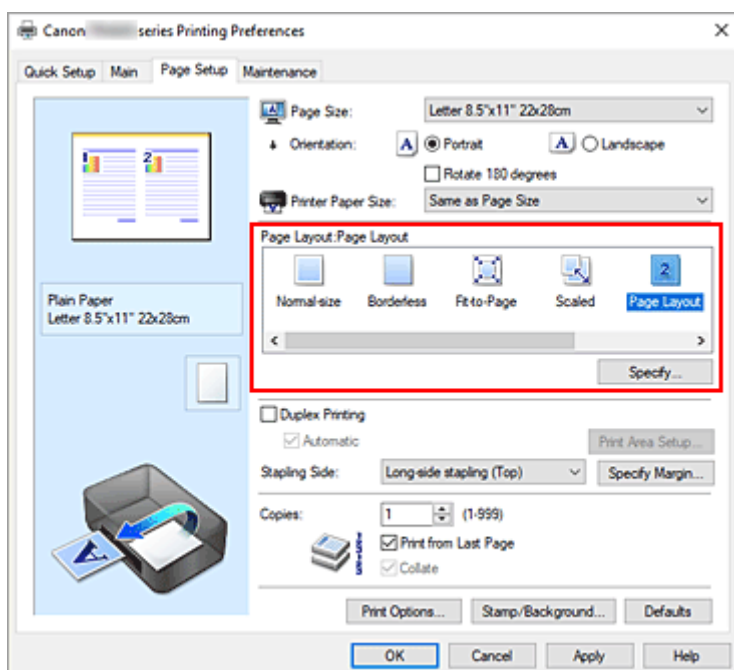 Canon series Printing Preferences
Quick Setup Main Page Setup Maintenance
1 2
Plain Paper
Letter 8.5"x11" 22x28cm
Page Size: Letter 8.5"x11" 22x28cm
Orientation: A Portrait A Landscape
Rotate 180 degrees
Printer Paper Size: Same as Page Size
Page Layout:Page Layout
2
Normal-size Borderless Fit-to-Page Scaled Page Layout
Specify...
Duplex Printing
Automatic Print Area Setup...
Stapling Side: Long-side stapling (Top) Specify Margin...
Copies: 1 (1-999)
Print from Last Page
Collate
A
Print Options... Stamp/Background... Defaults
OK Cancel Apply Help